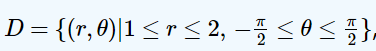 D = {(r, θ)|1 ≤ r ≤ 2, −π/2 ≤ θ ≤ π/2},